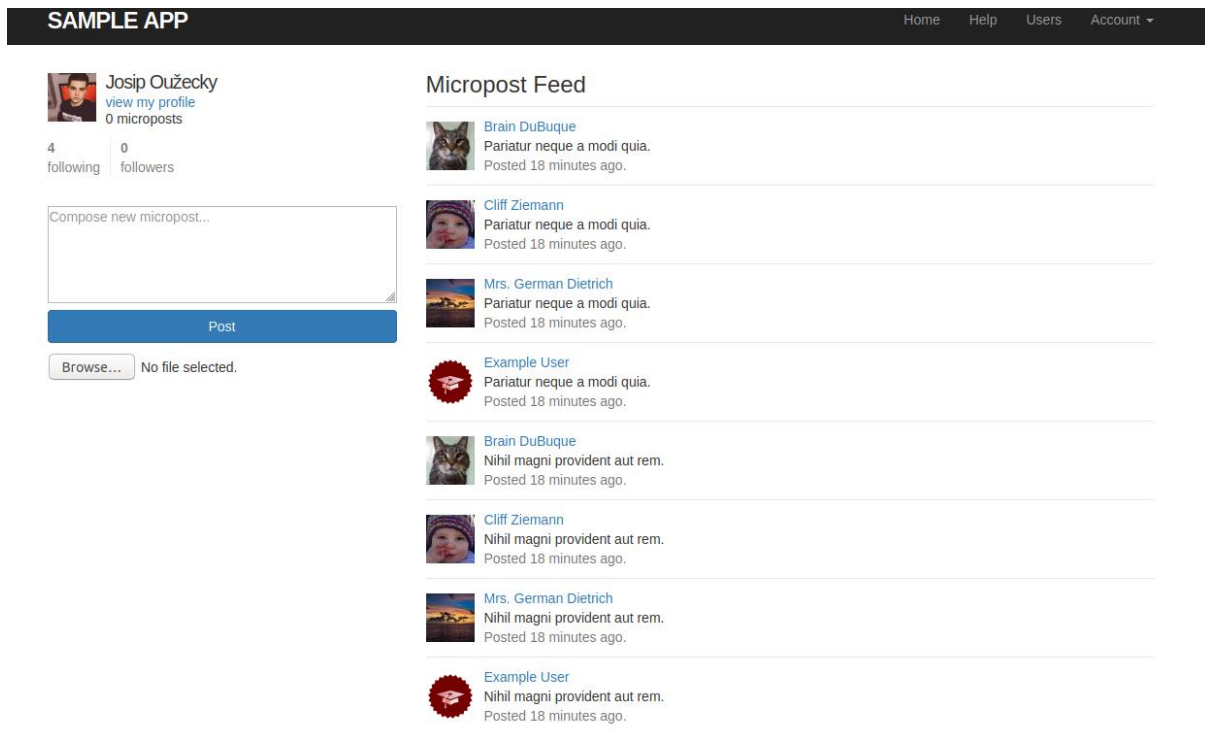 SAMPLE APP
Home Help Users Account
Josip Oužecky
view my profile
0 microposts
4 0
following followers
Compose new micropost...
Post
Browse... No file selected.
Micropost Feed
Brain DuBuque
Pariatur neque a modi quia.
Posted 18 minutes ago.
Cliff Ziemann
Pariatur neque a modi quia.
Posted 18 minutes ago.
Mrs. German Dietrich
Pariatur neque a modi quia.
Posted 18 minutes ago.
Example User
Pariatur neque a modi quia.
Posted 18 minutes ago.
Brain DuBuque
Nihil magni provident aut rem.
Posted 18 minutes ago.
Cliff Ziemann
Nihil magni provident aut rem.
Posted 18 minutes ago.
Mrs. German Dietrich
Nihil magni provident aut rem.
Posted 18 minutes ago.
Example User
Nihil magni provident aut rem.
Posted 18 minutes ago.